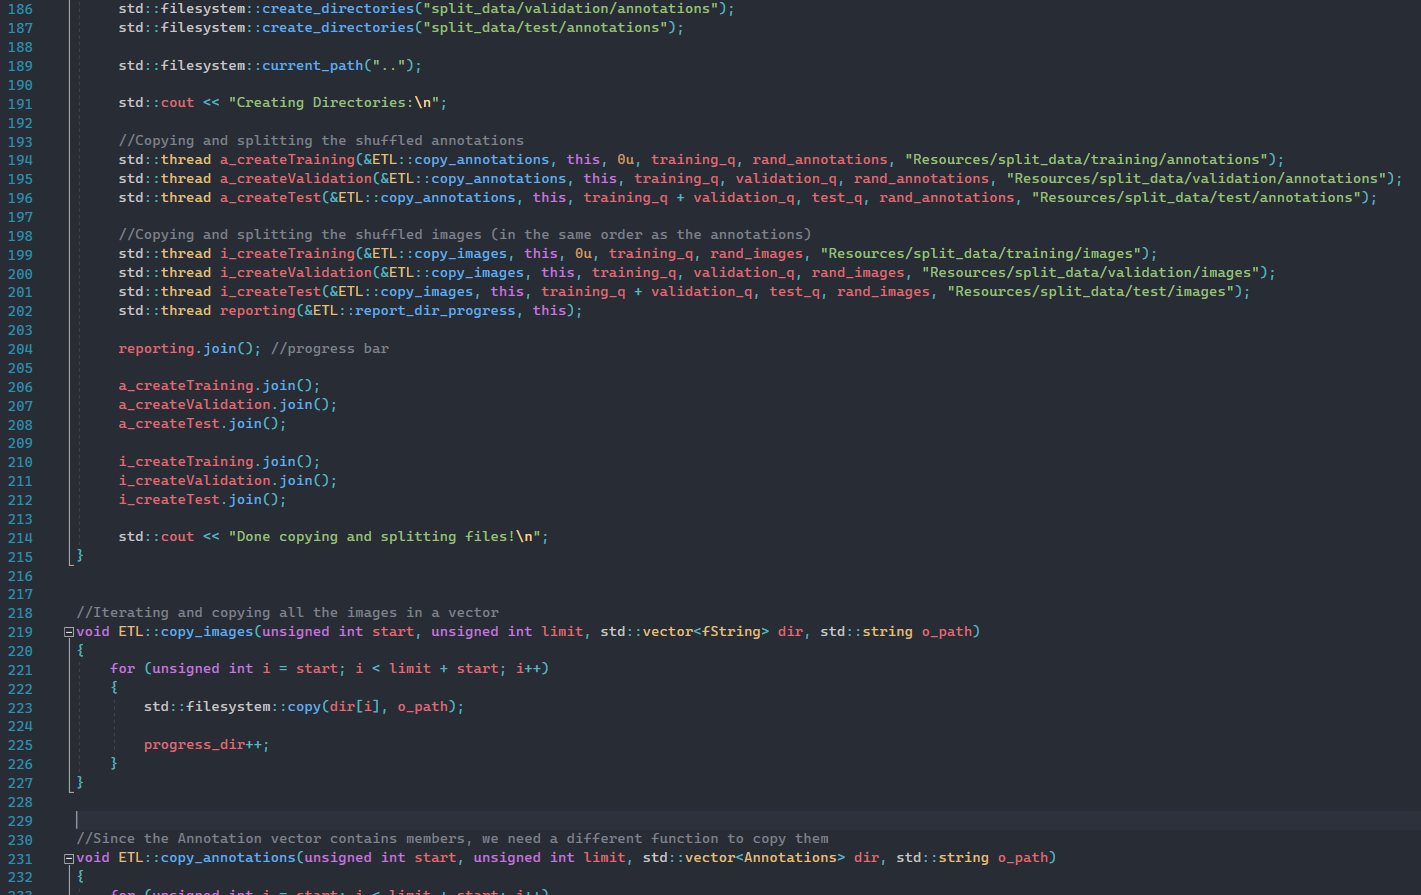 186 std::filesystem::create_directories("split_data/validation/annotations");
187 std::filesystem::create_directories("split_data/test/annotations");
188
189 std::filesystem::current_path("..");
190
191 std::cout << "Creating Directories:\n";
192
193 //Copying and splitting the shuffled annotations
194 std::thread a_createTraining(&ETL::copy_annotations, this, 0u, training_q, rand_annotations, "Resources/split_data/training/annotations");
195 std::thread a_createValidation(&ETL::copy_annotations, this, training_q, validation_q, rand_annotations, "Resources/split_data/validation/annotations");
196 std::thread a_createTest(&ETL::copy_annotations, this, training_q + validation_q, test_q, rand_annotations, "Resources/split_data/test/annotations");
197
198 //Copying and splitting the shuffled images (in the same order as the annotations)
199 std::thread i_createTraining(&ETL::copy_images, this, 0u, training_q, rand_images, "Resources/split_data/training/images");
200 std::thread i_createValidation(&ETL::copy_images, this, training_q, validation_q, rand_images, "Resources/split_data/validation/images");
201 std::thread i_createTest(&ETL::copy_images, this, training_q + validation_q, test_q, rand_images, "Resources/split_data/test/images");
202 std::thread reporting(&ETL::report_dir_progress, this);
203
204 reporting.join(); //progress bar
205
206 a_createTraining.join();
207 a_createValidation.join();
208 a_createTest.join();
209
210 i_createTraining.join();
211 i_createValidation.join();
212 i_createTest.join();
213
214 std::cout << "Done copying and splitting files!\n";
215 }
216
217
218 //Iterating and copying all the images in a vector
219 void ETL::copy_images(unsigned int start, unsigned int limit, std::vector<fString> dir, std::string o_path)
220 {
221 for (unsigned int i = start; i < limit + start; i++)
222 {
223 std::filesystem::copy(dir[i], o_path);
224
225 progress_dir++;
226 }
227 }
228
229
230 //Since the Annotation vector contains members, we need a different function to copy them
231 void ETL::copy_annotations(unsigned int start, unsigned int limit, std::vector<Annotations> dir, std::string o_path)
232 {
233 for (unsigned int i = start; i < limit + start; i++)